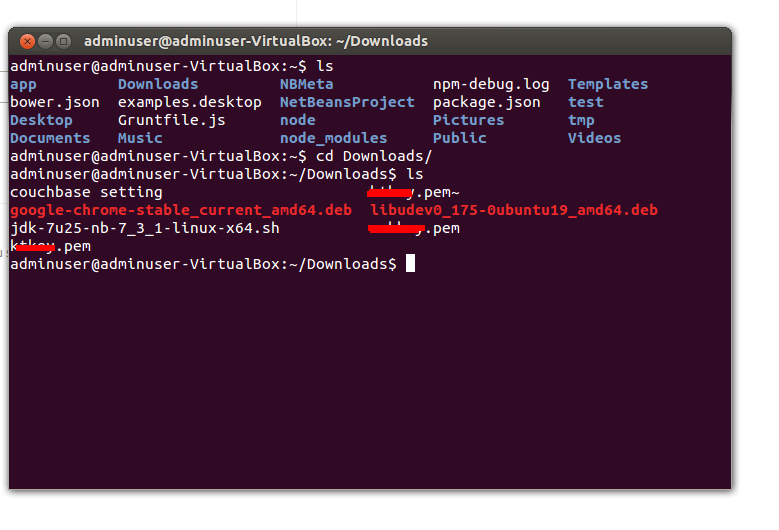 adminuser@adminuser-VirtualBox: ~/Downloads
adminuser@adminuser-VirtualBox:~$ ls
app Downloads NBMeta npm-debug.log Templates
bower.json examples.desktop NetBeansProject package.json test
Desktop Gruntfile.js node Pictures tmp
Documents Music node_modules Public Videos
adminuser@adminuser-VirtualBox:~$ cd Downloads/
adminuser@adminuser-VirtualBox:~/Downloads$ ls
couchbase setting .pem~
google-chrome-stable_current_amd64.deb libudev0_175-0ubuntu19_amd64.deb
jdk-7u25-nb-7_3_1-linux-x64.sh .pem
.pem
adminuser@adminuser-VirtualBox:~/Downloads$